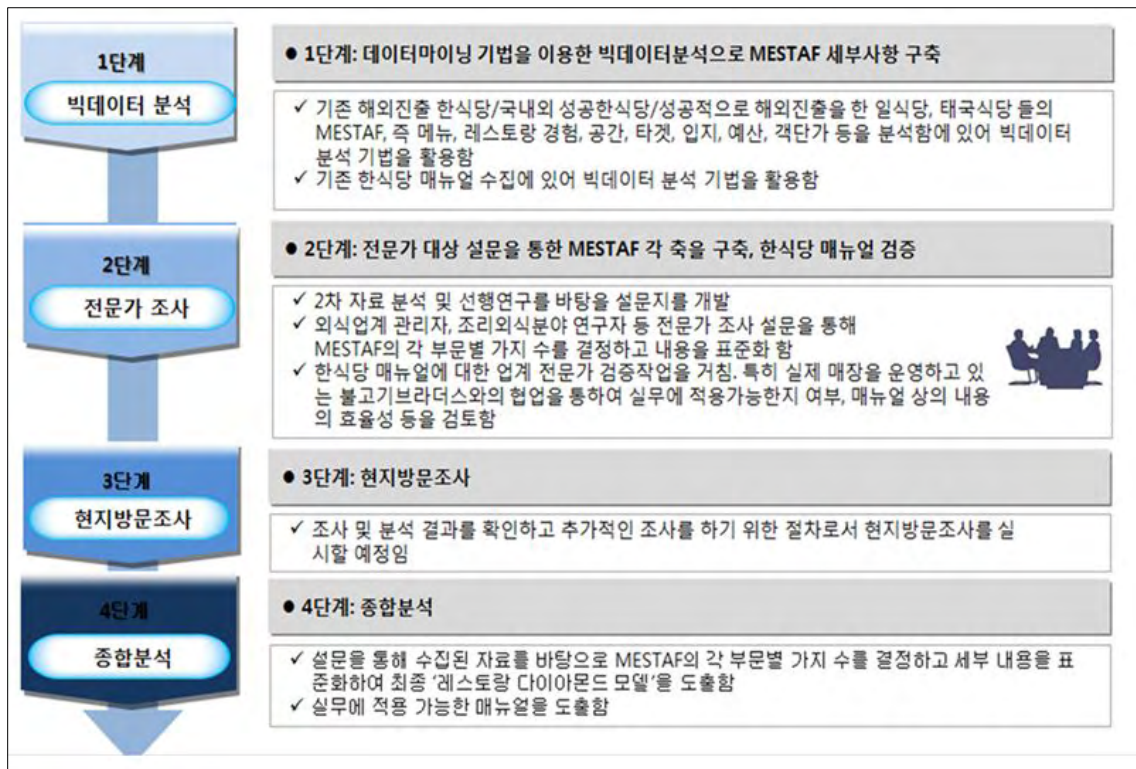 1단계
빅데이터 분석
● 1단계: 데이터마이닝 기법을 이용한 빅데이터분석으로 MESTAF 세부사항 구축
✓ 기존 해외진출 한식당/국내외 성공한식당/성공적으로 해외진출을 한 일식당, 태국식당 들의
MESTAF, 즉 메뉴, 레스토랑 경험, 공간, 타겟, 입지, 예산, 객단가 등을 분석함에 있어 빅데이터
분석 기법을 활용함
✓ 기존 한식당 매뉴얼 수집에 있어 빅데이터 분석 기법을 활용함
2단계
전문가 조사
● 2단계: 전문가 대상 설문을 통한 MESTAF 각 축을 구축, 한식당 매뉴얼 검증
✓ 2차 자료 분석 및 선행연구를 바탕을 설문지를 개발
✓ 외식업계 관리자, 조리외식분야 연구자 등 전문가 조사 설문을 통해
MESTAF의 각 부문별 가지 수를 결정하고 내용을 표준화 함
✓ 한식당 매뉴얼에 대한 업계 전문가 검증작업을 거침. 특히 실제 매장을 운영하고 있
는 불고기브라더스와의 협업을 통하여 실무에 적용가능한지 여부, 매뉴얼 상의 내용
의 효율성 등을 검토함
3단계
현지방문조사
● 3단계: 현지방문조사
✓ 조사 및 분석 결과를 확인하고 추가적인 조사를 하기 위한 절차로서 현지방문조사를 실
시할 예정임
4단계
종합분석
● 4단계: 종합분석
✓ 설문을 통해 수집된 자료를 바탕으로 MESTAF의 각 부문별 가지 수를 결정하고 세부 내용을 표
준화하여 최종 ‘레스토랑 다이아몬드 모델’을 도출함
✓ 실무에 적용 가능한 매뉴얼을 도출함